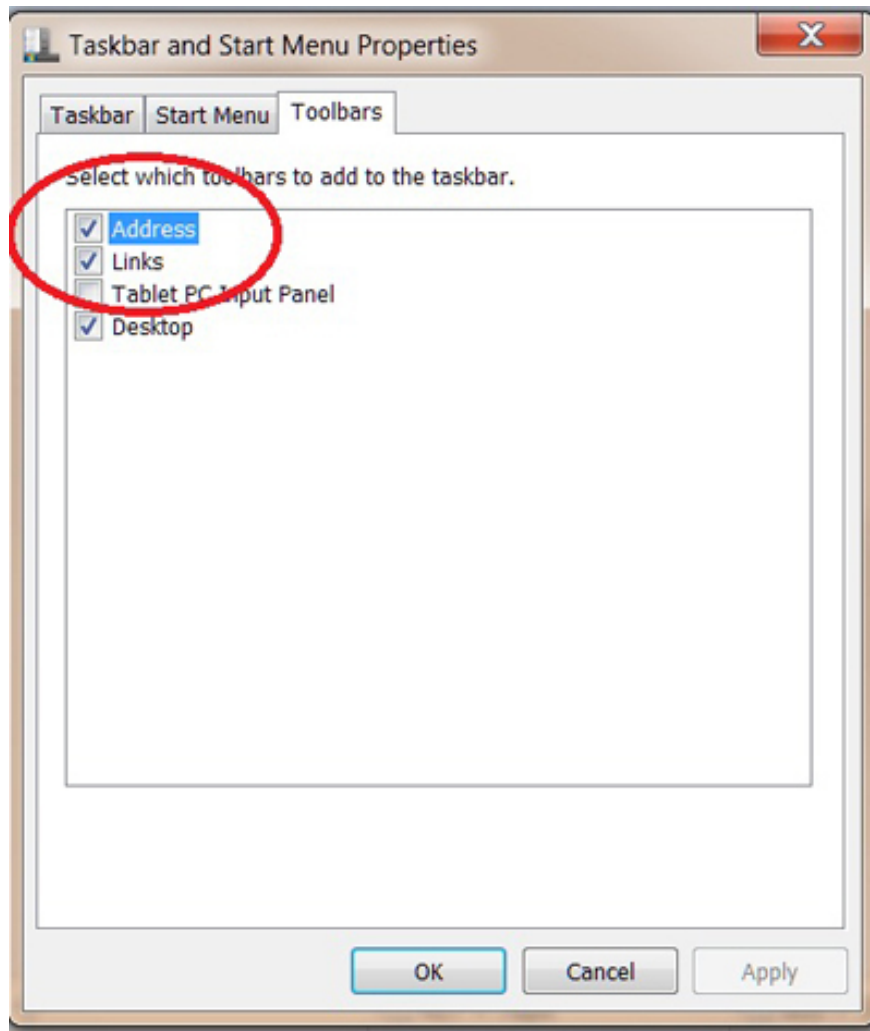 Taskbar and Start Menu Properties
Taskbar Start Menu Toolbars
Select which toolbars to add to the taskbar.
Address
Links
Tablet PC Input Panel
Desktop
OK Cancel Apply